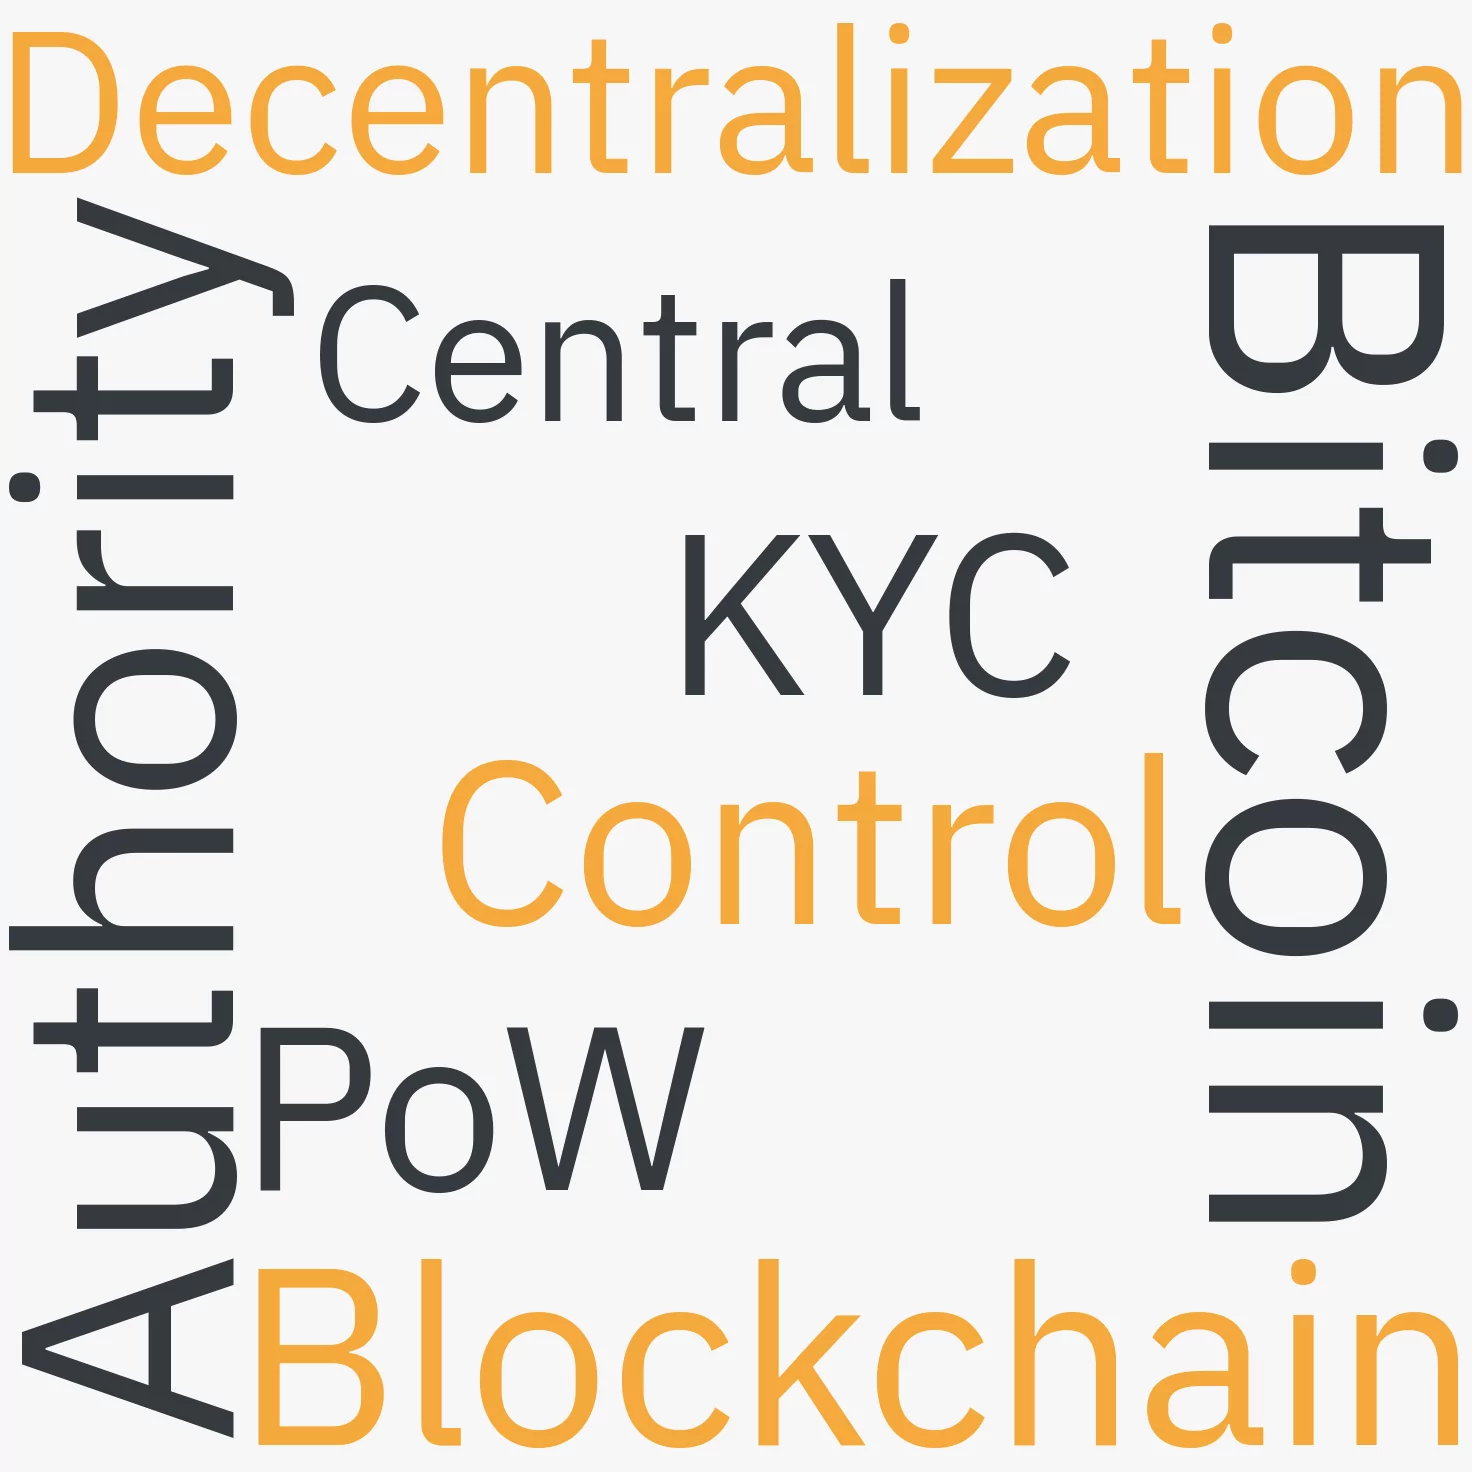 Decentralization
Authority
Central
Bitcoin
KYC
Control
PoW
Blockchain